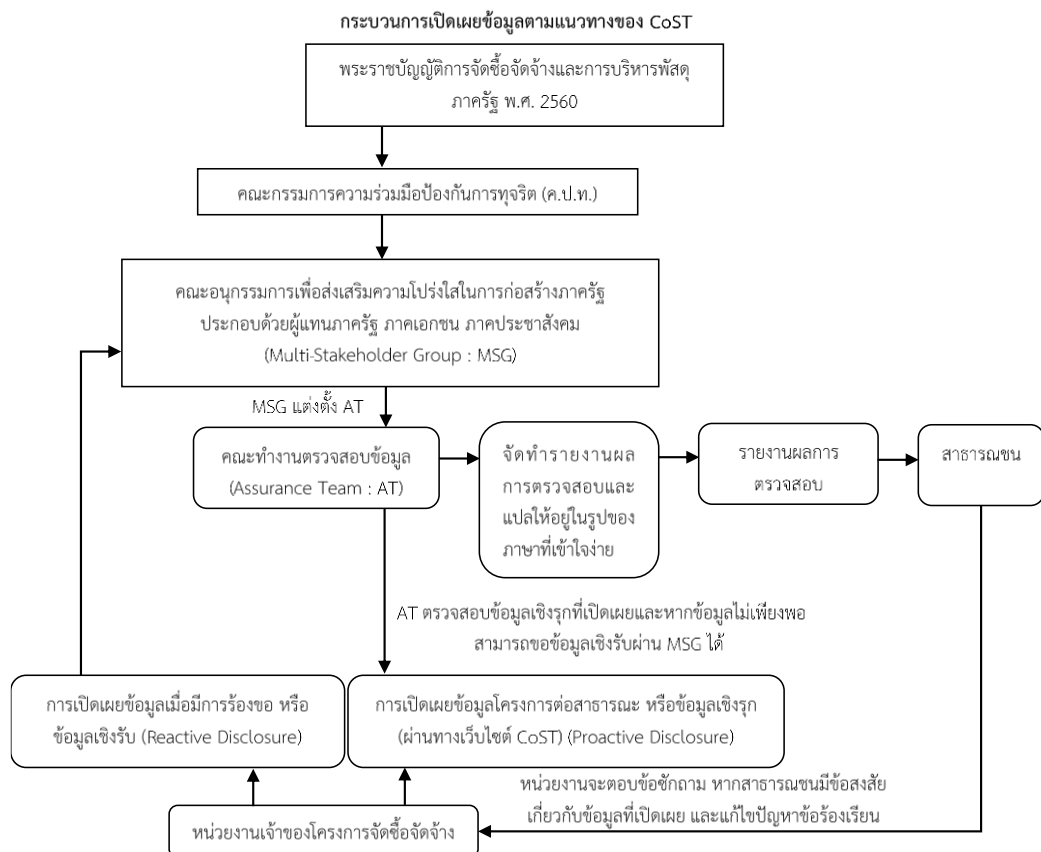 กระบวนการเปิดเผยข้อมูลตามแนวทางของ CoST
พระราชบัญญัติการจัดซื้อจัดจ้างและการบริหารพัสดุ
ภาครัฐ พ.ศ. 2560
คณะกรรมการความร่วมมือป้องกันการทุจริต (ค.ป.ท.)
คณะอนุกรรมการเพื่อส่งเสริมความโปร่งใสในการก่อสร้างภาครัฐ
ประกอบด้วยผู้แทนภาครัฐ ภาคเอกชน ภาคประชาสังคม
(Multi-Stakeholder Group : MSG)
MSG แต่งตั้ง AT
คณะทำงานตรวจสอบข้อมูล
(Assurance Team : AT)
จัดทำรายงานผล
การตรวจสอบและ
แปลให้อยู่ในรูปของ
ภาษาที่เข้าใจง่าย
รายงานผลการ
ตรวจสอบ
สาธารณชน
AT ตรวจสอบข้อมูลเชิงรุกที่เปิดเผยและหากข้อมูลไม่เพียงพอ
สามารถขอข้อมูลเชิงรับผ่าน MSG ได้
การเปิดเผยข้อมูลเมื่อมีการร้องขอ หรือ
ข้อมูลเชิงรับ (Reactive Disclosure)
การเปิดเผยข้อมูลโครงการต่อสาธารณะ หรือข้อมูลเชิงรุก
(ผ่านทางเว็บไซต์ CoST) (Proactive Disclosure)
หน่วยงานจะตอบข้อซักถาม หากสาธารณชนมีข้อสงสัย
เกี่ยวกับข้อมูลที่เปิดเผย และแก้ไขปัญหาข้อร้องเรียน
หน่วยงานเจ้าของโครงการจัดซื้อจัดจ้าง